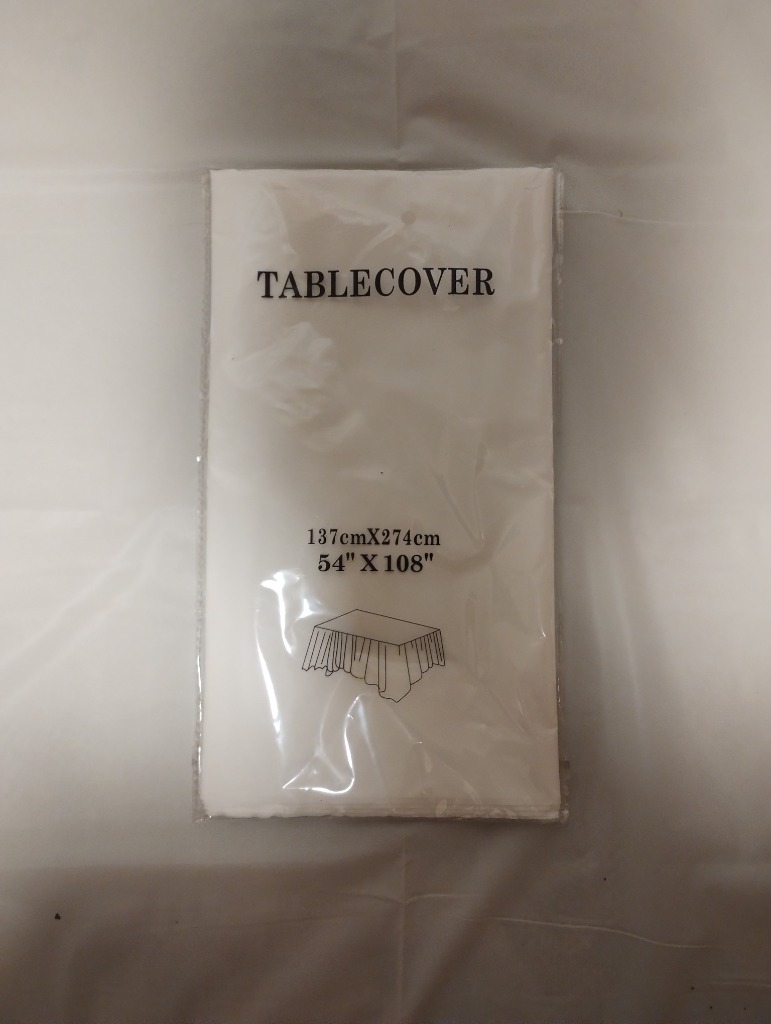 TABLECOVER
137cmX274cm
54" X 108"